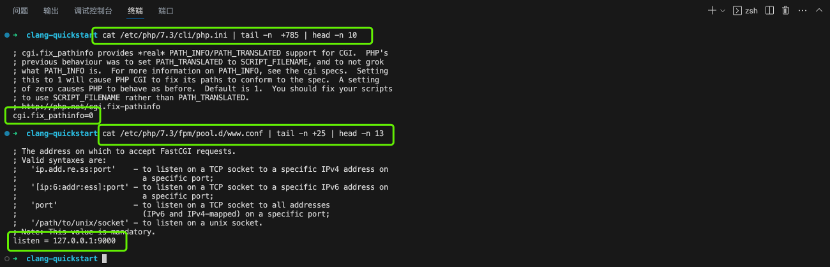 问题 输出 调试控制台 终端 端口 zsh
clang-quickstart cat /etc/php/7.3/cli/php.ini | tail -n +785 | head -n 10
; cgi.fix_pathinfo provides *real* PATH_INFO/PATH_TRANSLATED support for CGI. PHP's
; previous behaviour was to set PATH_TRANSLATED to SCRIPT_FILENAME, and to not grok
; what PATH_INFO is. For more information on PATH_INFO, see the cgi specs. Setting
; this to 1 will cause PHP CGI to fix its paths to conform to the spec. A setting
; of zero causes PHP to behave as before. Default is 1. You should fix your scripts
; to use SCRIPT_FILENAME rather than PATH_TRANSLATED.
; http://php.net/cgi.fix-pathinfo
cgi.fix_pathinfo=0
clang-quickstart cat /etc/php/7.3/fpm/pool.d/www.conf | tail -n +25 | head -n 13
; The address on which to accept FastCGI requests.
; Valid syntaxes are:
;   'ip.add.re.ss:port'    - to listen on a TCP socket to a specific IPv4 address on
;                            a specific port;
;   '[ip:6:addr:ess]:port' - to listen on a TCP socket to a specific IPv6 address on
;                            a specific port;
;   'port'                 - to listen on a TCP socket to all addresses
;                            (IPv6 and IPv4-mapped) on a specific port;
;   '/path/to/unix/socket' - to listen on a unix socket.
; Note: This value is mandatory.
listen = 127.0.0.1:9000
clang-quickstart